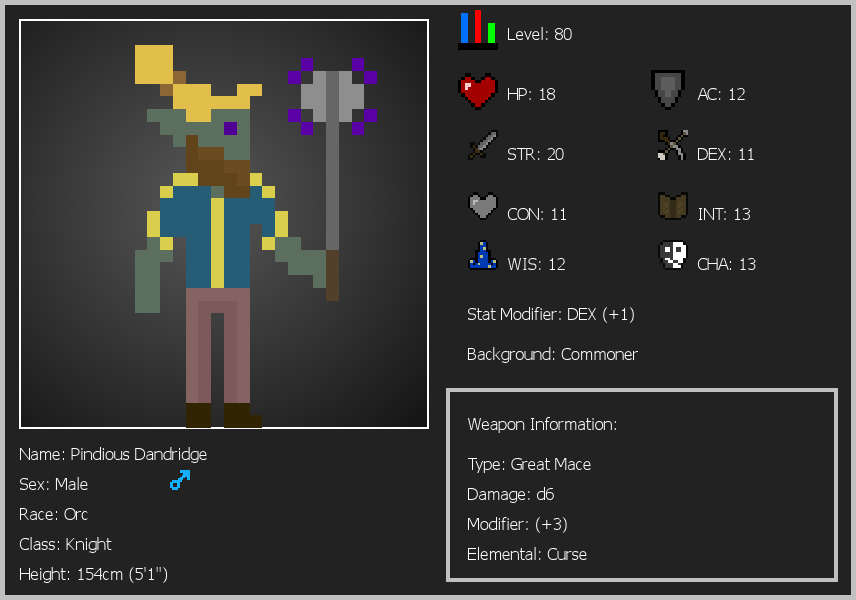 Level: 80
HP: 18
AC: 12
STR: 20
DEX: 11
CON: 11
INT: 13
WIS: 12
CHA: 13
Stat Modifier: DEX (+1)
Background: Commoner
Weapon Information:
Type: Great Mace
Damage: d6
Modifier: (+3)
Elemental: Curse
Name: Pindious Dandridge
Sex: Male
Race: Orc
Class: Knight
Height: 154cm (5'1")